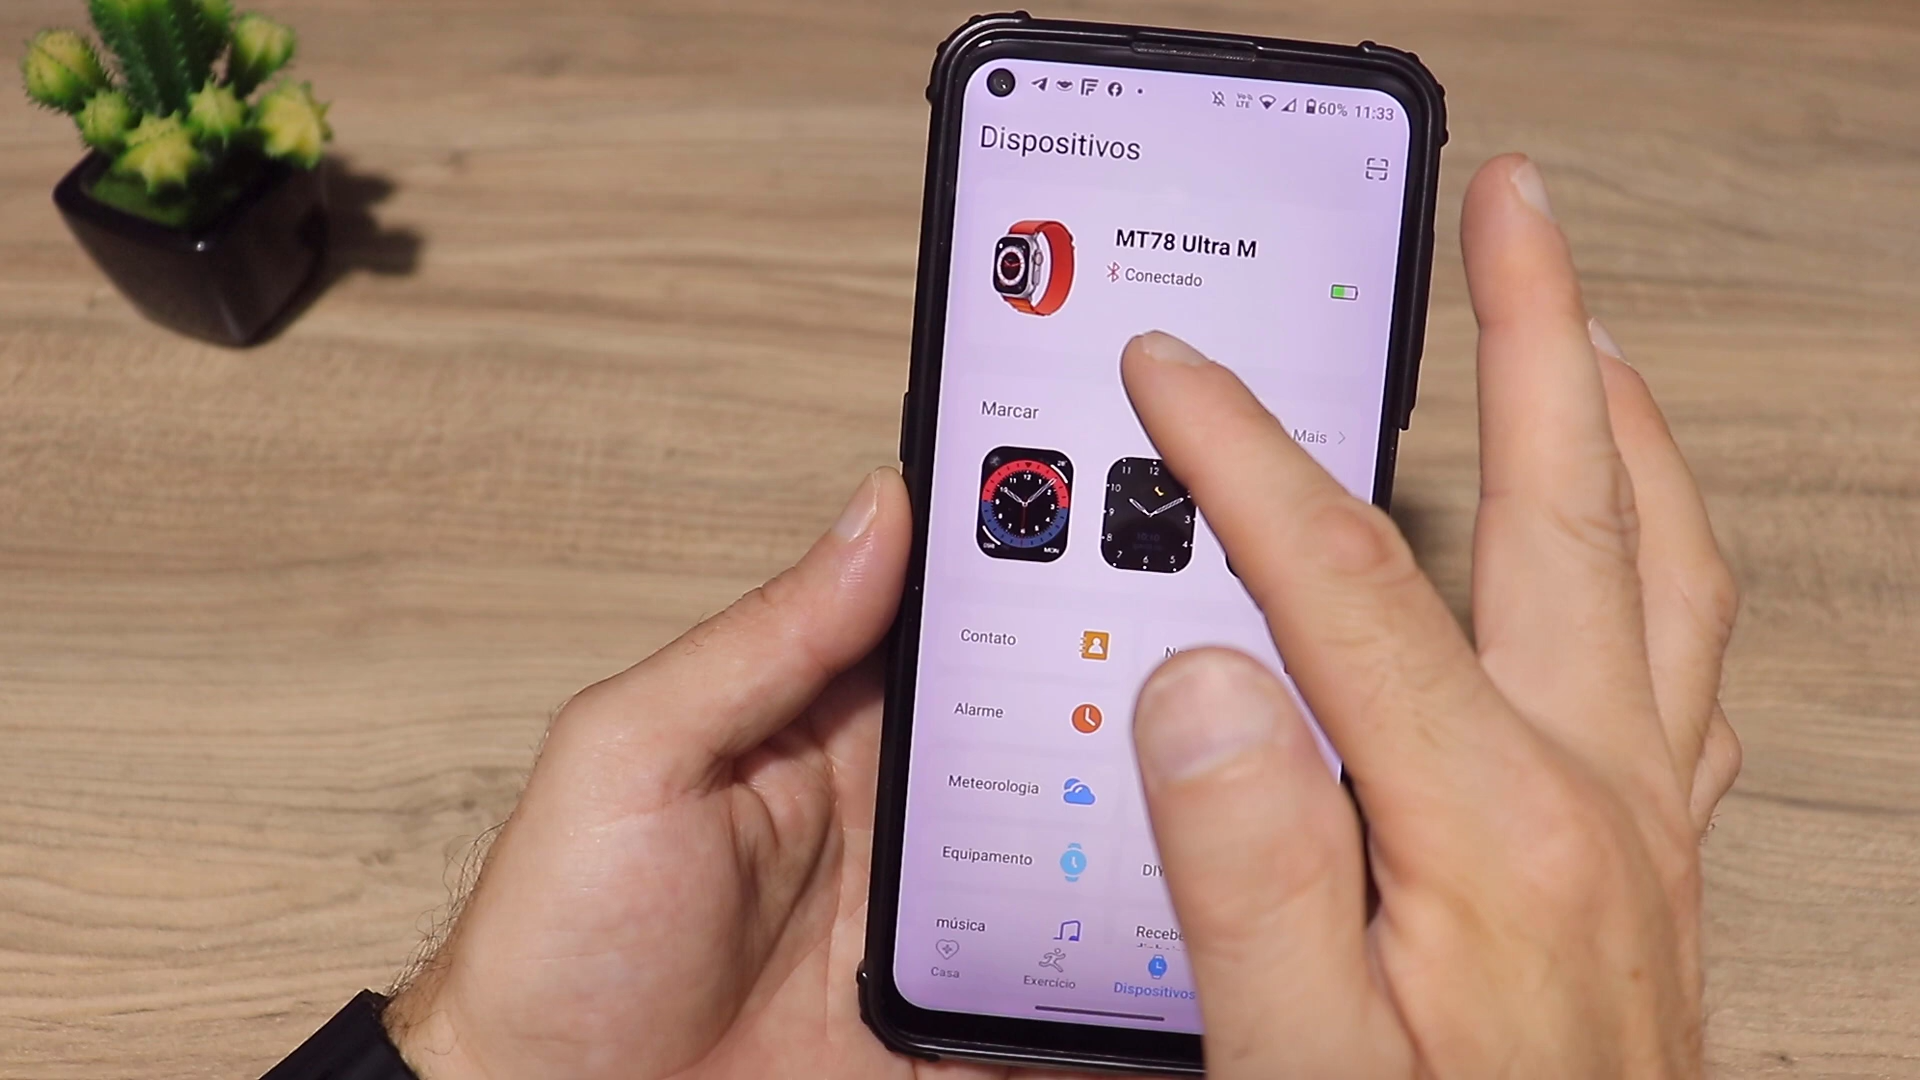 60% 11:33
Dispositivos
MT78 Ultra M
Conectado
Marcar
Mais
Contato
Alarme
Meteorologia
Equipamento
música
Casa
Exercício
Dispositivos